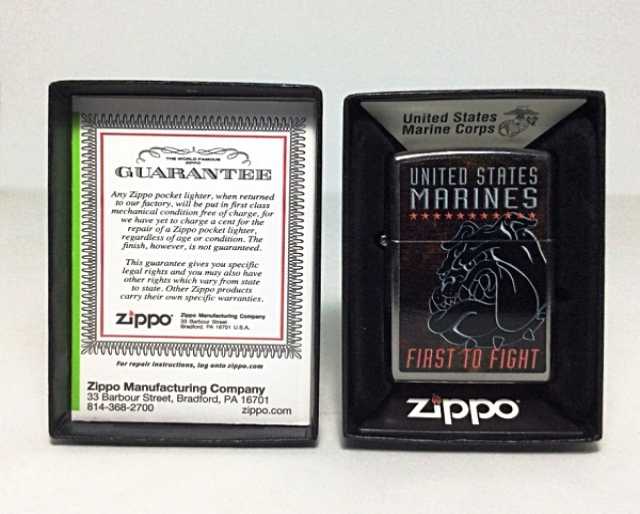 THE WORLD FAMOUS
ZIPPO
GUARANTEE
Any Zippo pocket lighter, when returned
to our factory, will be put in first class
mechanical condition free of charge, for
we have yet to charge a cent for the
repair of a Zippo pocket lighter,
regardless of age or condition. The
finish, however, is not guaranteed.
This guarantee gives you specific
legal rights and you may also have
other rights which vary from state
to state. Other Zippo products
carry their own specific warranties.
zippo
Zippo Manufacturing Company
33 Barbour Street
Bradford, PA 16701 U.S.A.
For repair instructions, log onto zippo.com
Zippo Manufacturing Company
33 Barbour Street, Bradford, PA 16701
814-368-2700
zippo.com
United States
Marine Corps
UNITED STATES
MARINES
FIRST TO FIGHT
zippo